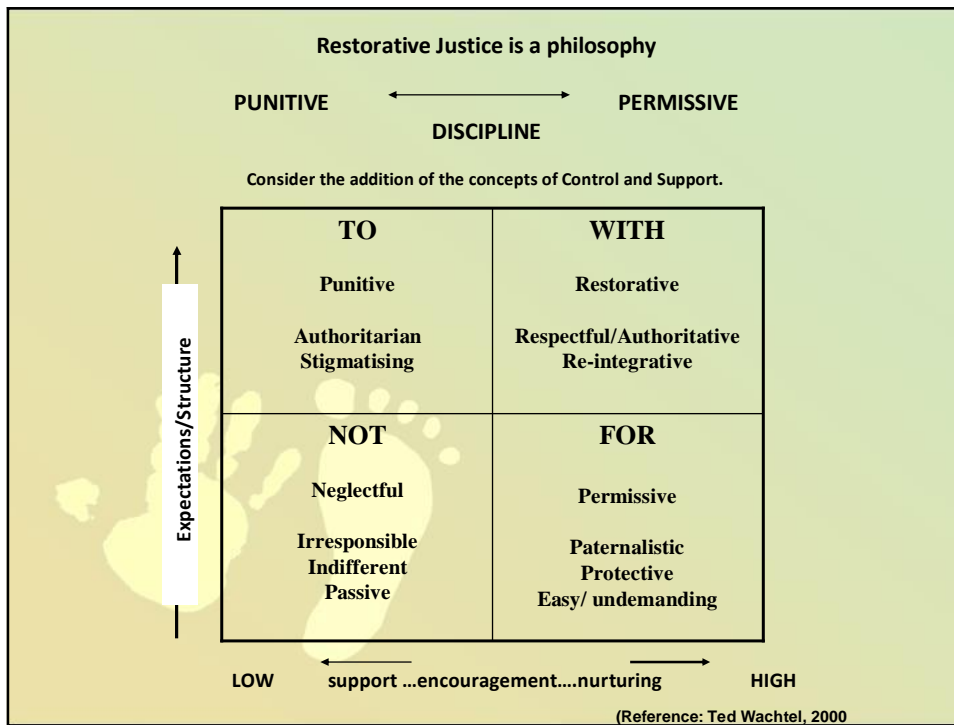 Restorative Justice is a philosophy
PUNITIVE PERMISSIVE
DISCIPLINE
Consider the addition of the concepts of Control and Support.
TO
Punitive
Authoritarian
Stigmatising
WITH
Restorative
Respectful/Authoritative
Re-integrative
Expectations/Structure
NOT
Neglectful
Irresponsible
Indifferent
Passive
FOR
Permissive
Paternalistic
Protective
Easy/ undemanding
LOW support ...encouragement....nurturing HIGH
(Reference: Ted Wachtel, 2000